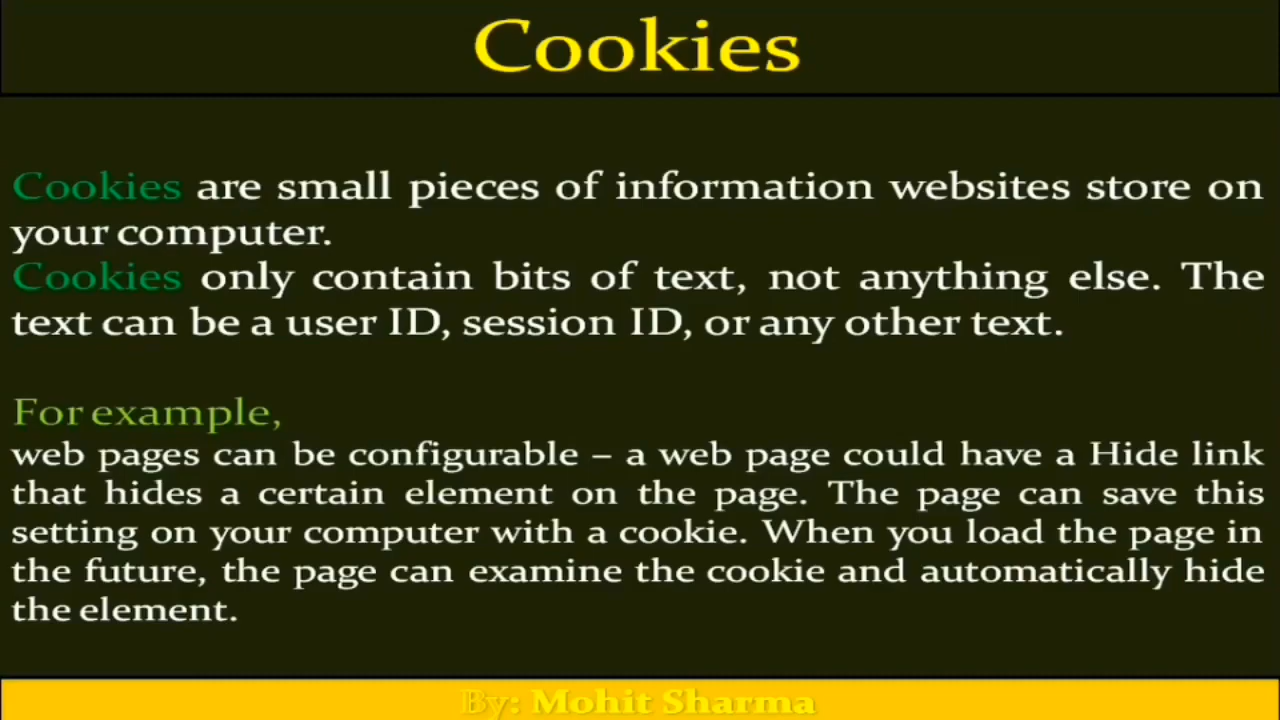 Cookies
Cookies are small pieces of information websites store on
your computer.
Cookies only contain bits of text, not anything else. The
text can be a user ID, session ID, or any other text.
For example,
web pages can be configurable – a web page could have a Hide link
that hides a certain element on the page. The page can save this
setting on your computer with a cookie. When you load the page in
the future, the page can examine the cookie and automatically hide
the element.
By: Mohit Sharma